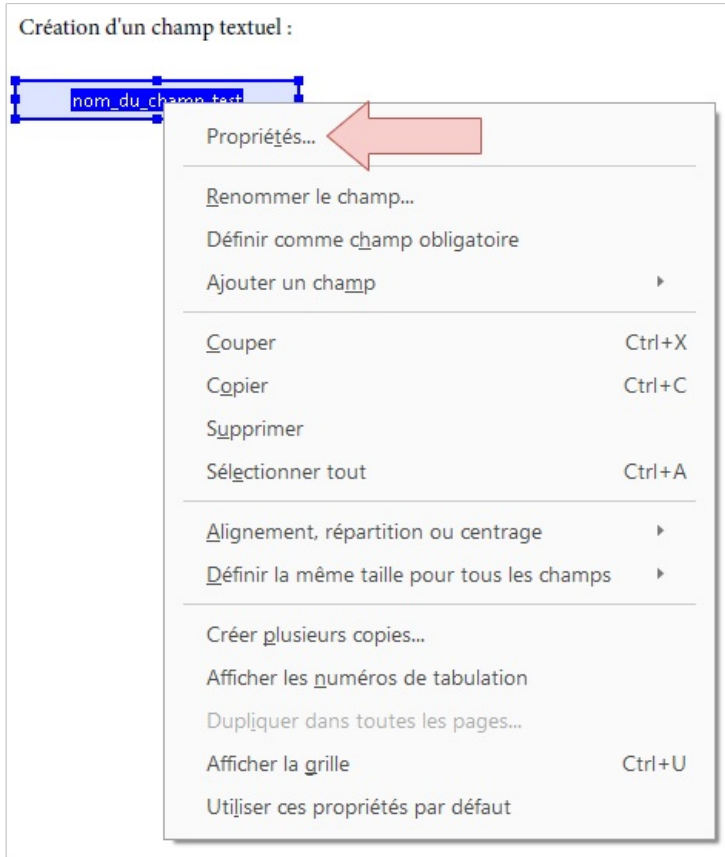 Création d'un champ textuel :
nom_du_champ_test
Propriétés...
Renommer le champ...
Définir comme champ obligatoire
Ajouter un champ
Couper Ctrl+X
Copier Ctrl+C
Supprimer
Sélectionner tout Ctrl+A
Alignement, répartition ou centrage
Définir la même taille pour tous les champs
Créer plusieurs copies...
Afficher les numéros de tabulation
Dupliquer dans toutes les pages...
Afficher la grille Ctrl+U
Utiliser ces propriétés par défaut